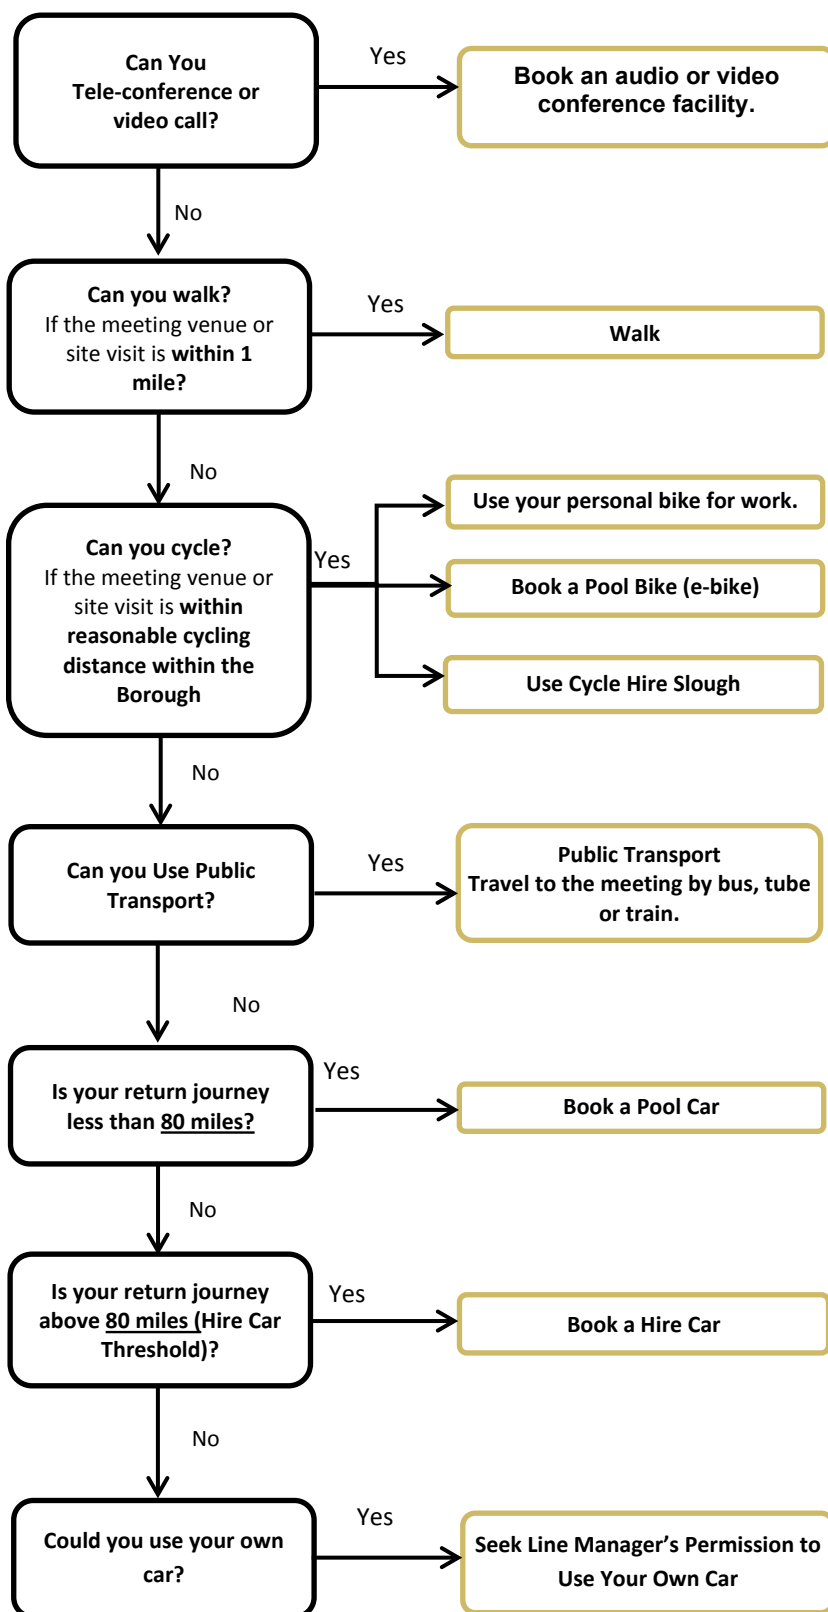 Can You
Tele-conference or
video call?
Yes
Book an audio or video
conference facility.
No
Can you walk?
If the meeting venue or
site visit is within 1
mile?
Yes
Walk
No
Can you cycle?
If the meeting venue or
site visit is within
reasonable cycling
distance within the
Borough
Yes
Use your personal bike for work.
Book a Pool Bike (e-bike)
Use Cycle Hire Slough
No
Can you Use Public
Transport?
Yes
Public Transport
Travel to the meeting by bus, tube
or train.
No
Is your return journey
less than 80 miles?
Yes
Book a Pool Car
No
Is your return journey
above 80 miles (Hire Car
Threshold)?
Yes
Book a Hire Car
No
Could you use your own
car?
Yes
Seek Line Manager’s Permission to
Use Your Own Car